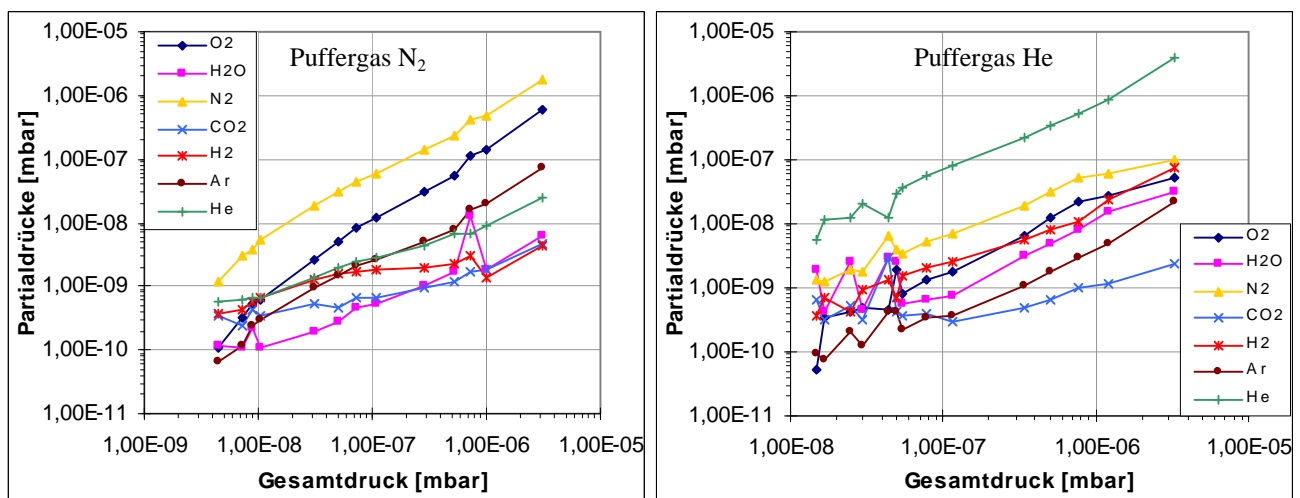 Puffergas N2
Partialdrücke [mbar]
1,00E-05
1,00E-06
1,00E-07
1,00E-08
1,00E-09
1,00E-10
1,00E-11
O2
H2O
N2
CO2
H2
Ar
He
1,00E-09 1,00E-08 1,00E-07 1,00E-06 1,00E-05
Gesamtdruck [mbar]
Puffergas He
Partialdrücke [mbar]
1,00E-05
1,00E-06
1,00E-07
1,00E-08
1,00E-09
1,00E-10
1,00E-11
O2
H2O
N2
CO2
H2
Ar
He
1,00E-08 1,00E-07 1,00E-06 1,00E-05
Gesamtdruck [mbar]